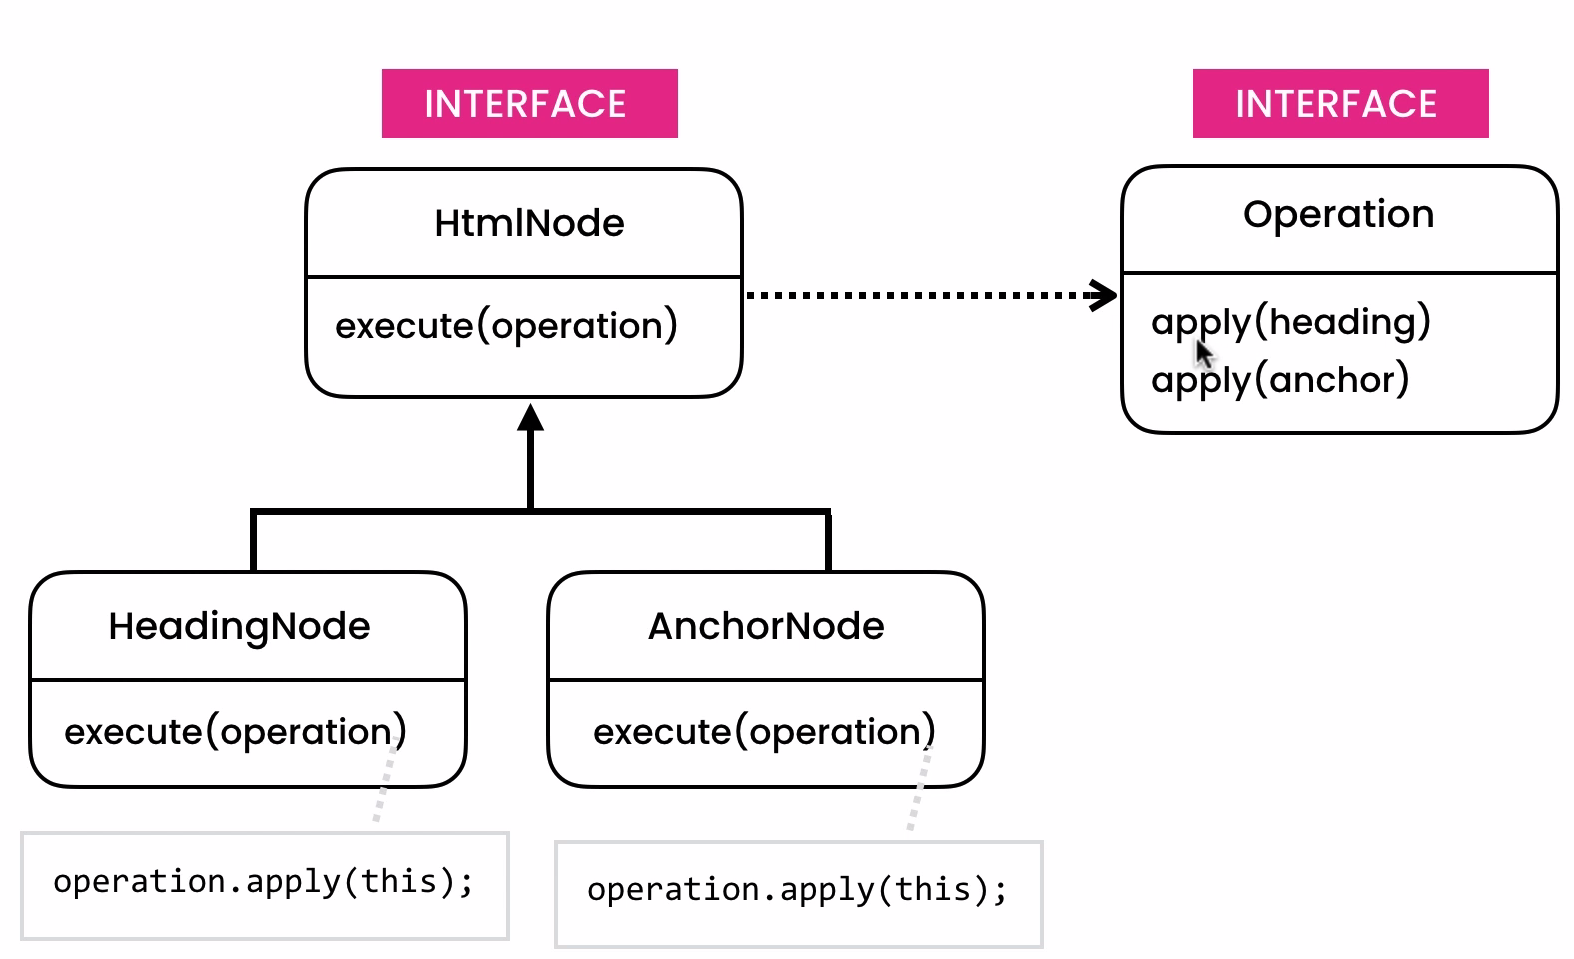 INTERFACE
INTERFACE
HtmlNode
execute(operation)
Operation
apply(heading)
apply(anchor)
HeadingNode
execute(operation)
AnchorNode
execute(operation)
operation.apply(this);
operation.apply(this);